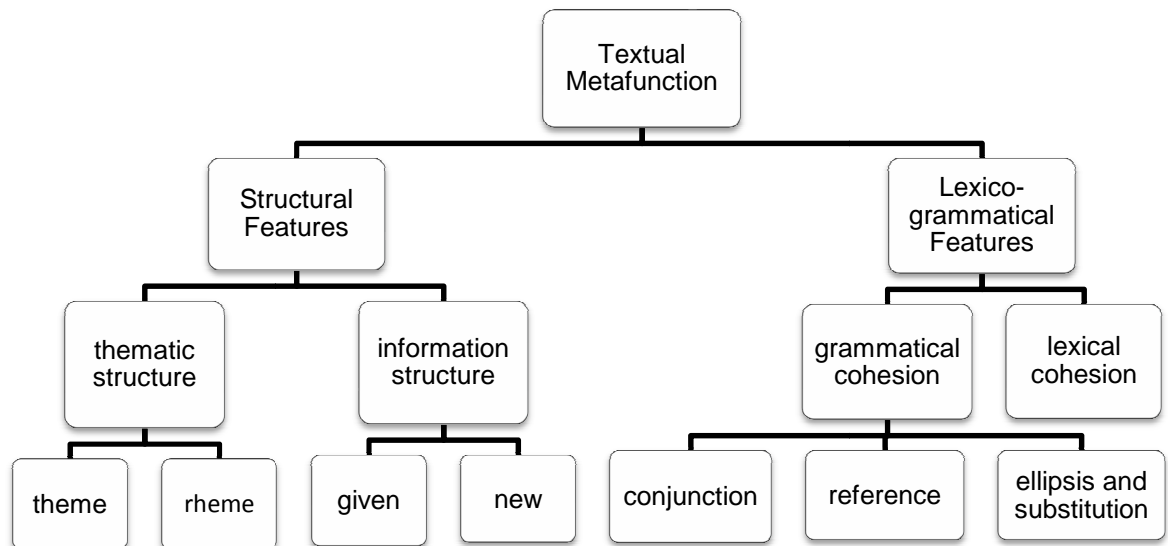 Textual
Metafunction
Structural
Features
Lexico-
grammatical
Features
thematic
structure
information
structure
grammatical
cohesion
lexical
cohesion
theme
rheme
given
new
conjunction
reference
ellipsis and
substitution